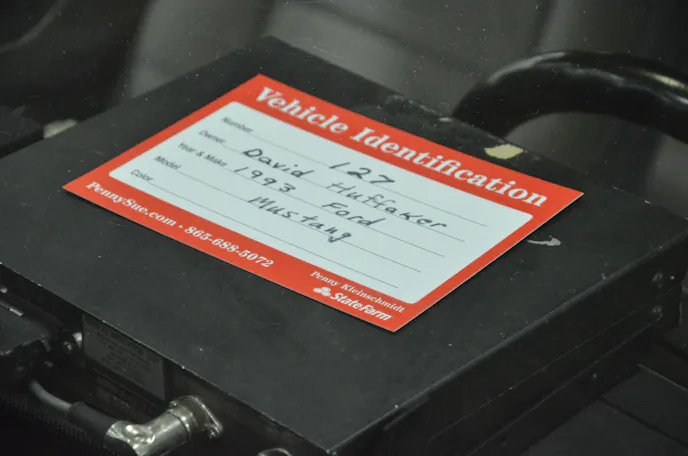 Vehicle Identification
Number 127
Owner David Huffaker
Year & Make 1993 Ford
Model Mustang
Color
PennySue.com • 865-688-5072
Penny Kleinschmidt
StateFarm